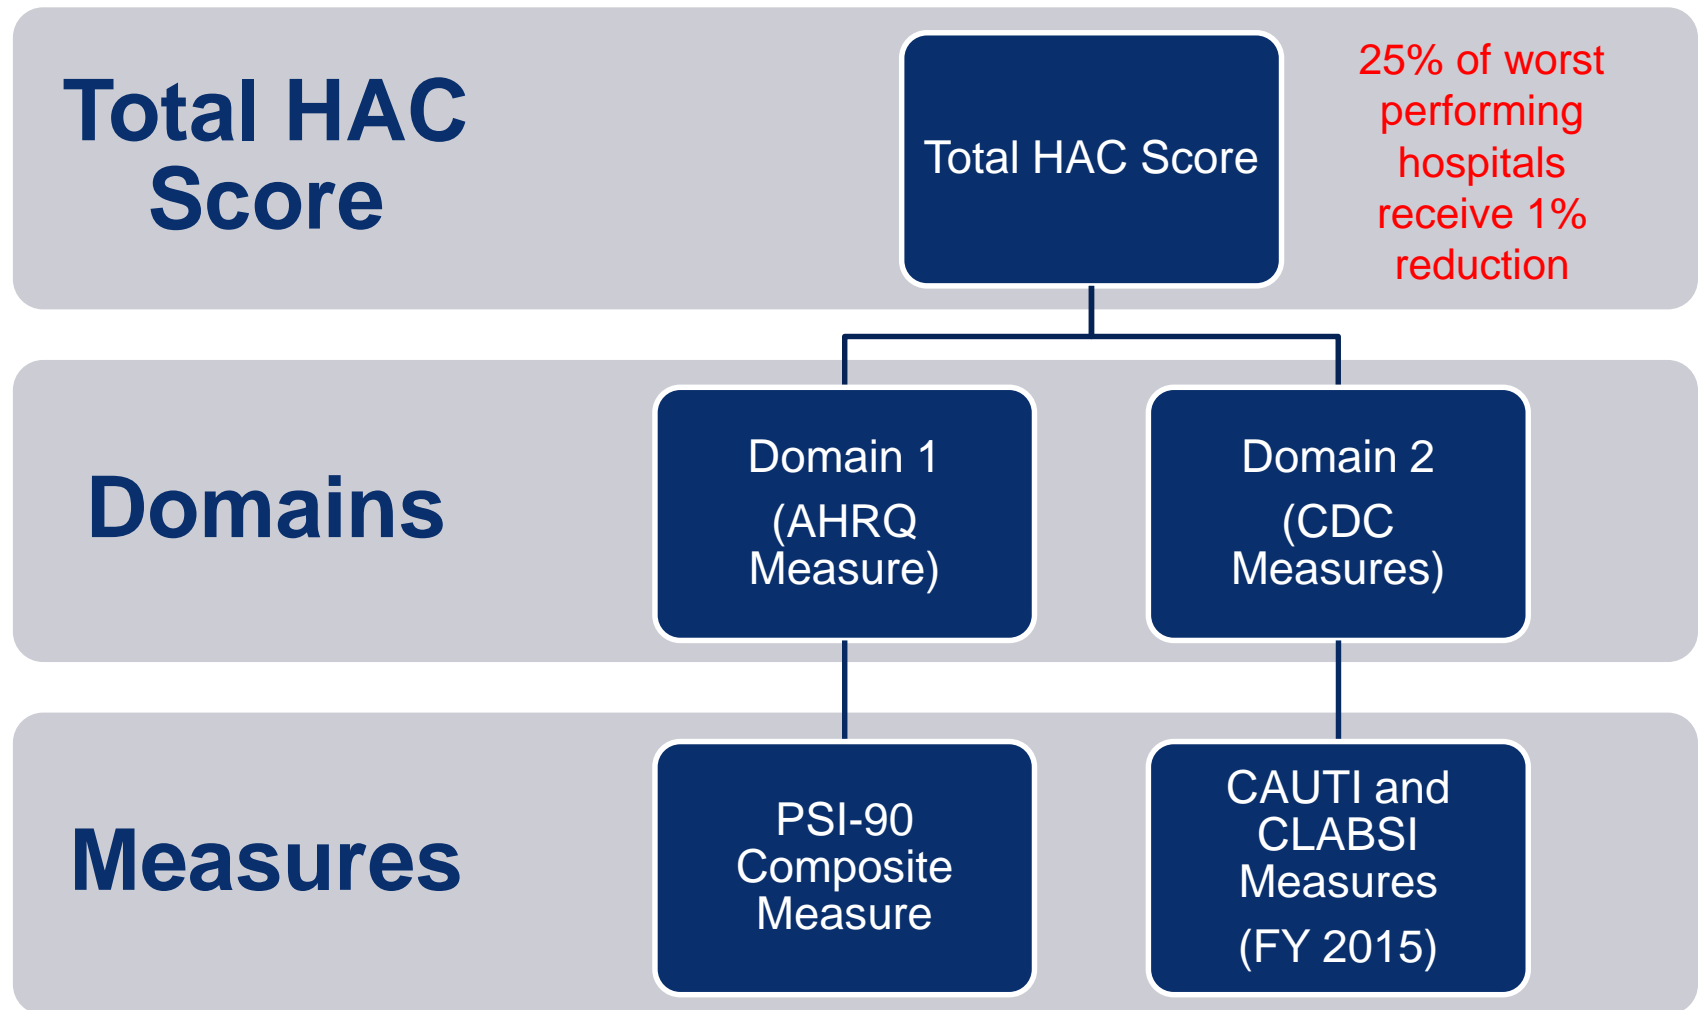 Total HAC
Score
Total HAC Score
25% of worst
performing
hospitals
receive 1%
reduction
Domains
Domain 1
(AHRQ
Measure)
Domain 2
(CDC
Measures)
Measures
PSI-90
Composite
Measure
CAUTI and
CLABSI
Measures
(FY 2015)